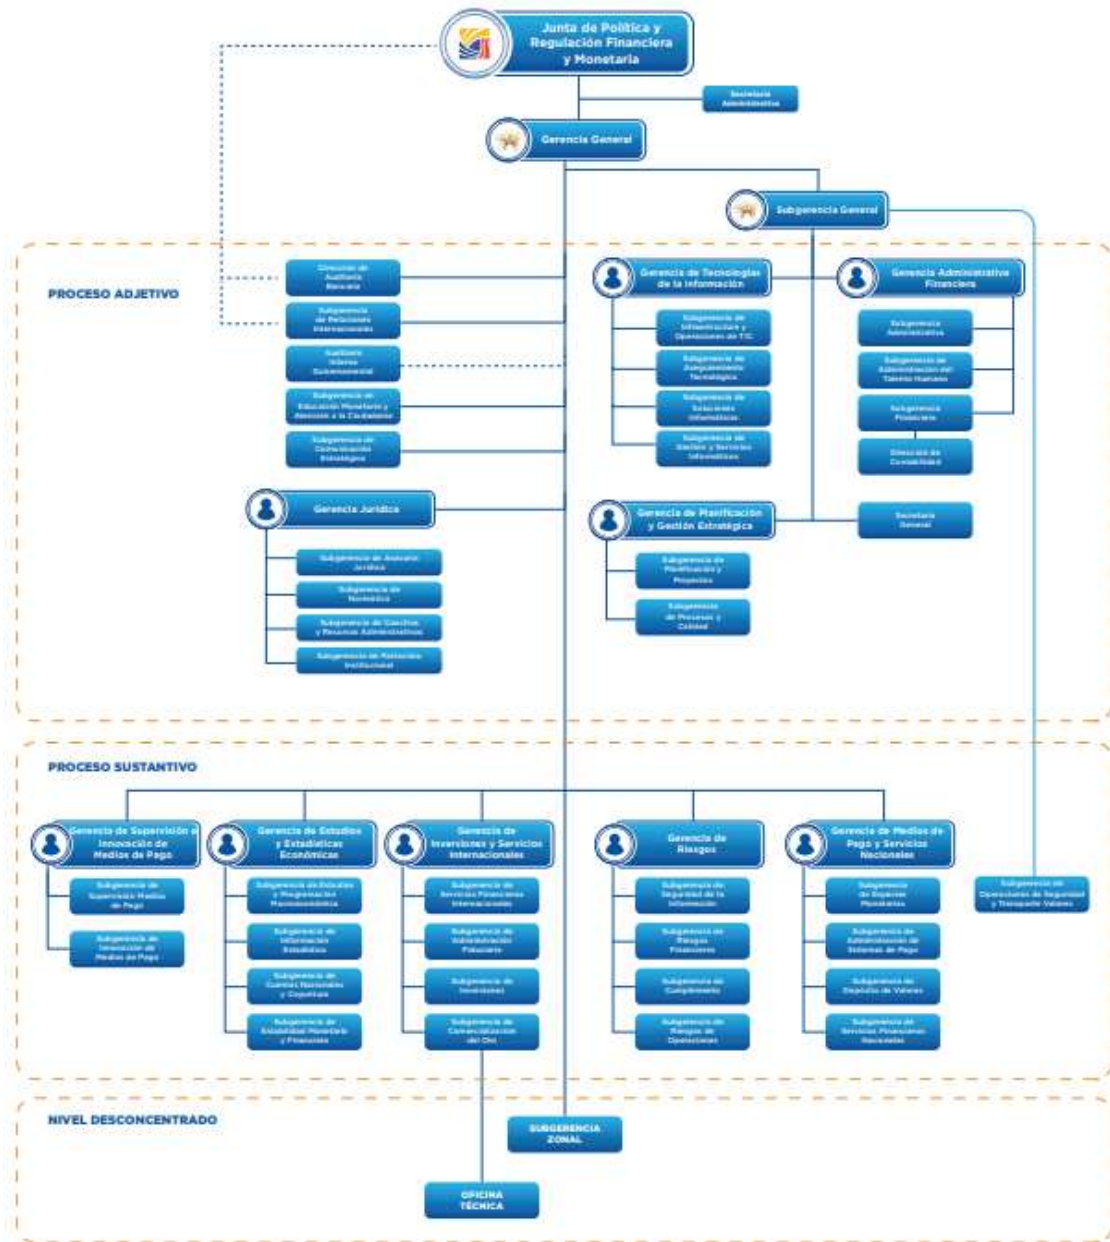 Junta de Política y
Regulación Financiera
y Monetaria
Secretaría
Administrativa
Gerencia General
Subgerencia General
PROCESO ADJETIVO
Dirección de
Auditoría
Bancaria
Subgerencia
de Relaciones
Internacionales
Auditoría
Interna
Gubernamental
Subgerencia de
Educación Monetaria y
Atención a la Ciudadanía
Subgerencia de
Comunicación
Estratégica
Gerencia Jurídica
Subgerencia de Asesoría
Jurídica
Subgerencia de
Normativa
Subgerencia de Coactiva
y Recursos Administrativos
Subgerencia de Patrocinio
Institucional
Gerencia de Tecnologías
de la Información
Subgerencia de
Infraestructura y
Operaciones de TIC
Subgerencia de
Aseguramiento
Tecnológico
Subgerencia de
Soluciones
Informáticas
Subgerencia de
Gestión y Servicios
Informáticos
Gerencia Administrativa
Financiera
Subgerencia
Administrativa
Subgerencia de
Administración del
Talento Humano
Subgerencia
Financiera
Dirección de
Contabilidad
Gerencia de Planificación
y Gestión Estratégica
Subgerencia de
Planificación y
Proyectos
Subgerencia
de Procesos y
Calidad
Secretaría
General
PROCESO SUSTANTIVO
Gerencia de Supervisión e
Innovación de
Medios de Pago
Subgerencia de
Supervisión Medios
de Pago
Subgerencia de
Innovación de
Medios de Pago
Gerencia de Estudios
y Estadísticas
Económicas
Subgerencia de Estudios
y Programación
Macroeconómica
Subgerencia de
Información
Estadística
Subgerencia de
Cuentas Nacionales
y Coyuntura
Subgerencia de
Estabilidad Monetaria
y Financiera
Gerencia de
Inversiones y Servicios
Internacionales
Subgerencia de
Servicios Financieros
Internacionales
Subgerencia de
Administración
Fiduciaria
Subgerencia de
Inversiones
Subgerencia de
Comercialización
del Oro
Gerencia de
Riesgos
Subgerencia de
Seguridad de la
Información
Subgerencia de
Riesgos
Financieros
Subgerencia de
Cumplimiento
Subgerencia de
Riesgos de
Operaciones
Gerencia de Medios de
Pago y Servicios
Nacionales
Subgerencia
de Especies
Monetarias
Subgerencia de
Administración de
Sistemas de Pago
Subgerencia de
Depósito de Valores
Subgerencia de
Servicios Financieros
Nacionales
Subgerencia de
Operaciones de Seguridad
y Transporte Valores
NIVEL DESCONCENTRADO
SUBGERENCIA
ZONAL
OFICINA
TÉCNICA